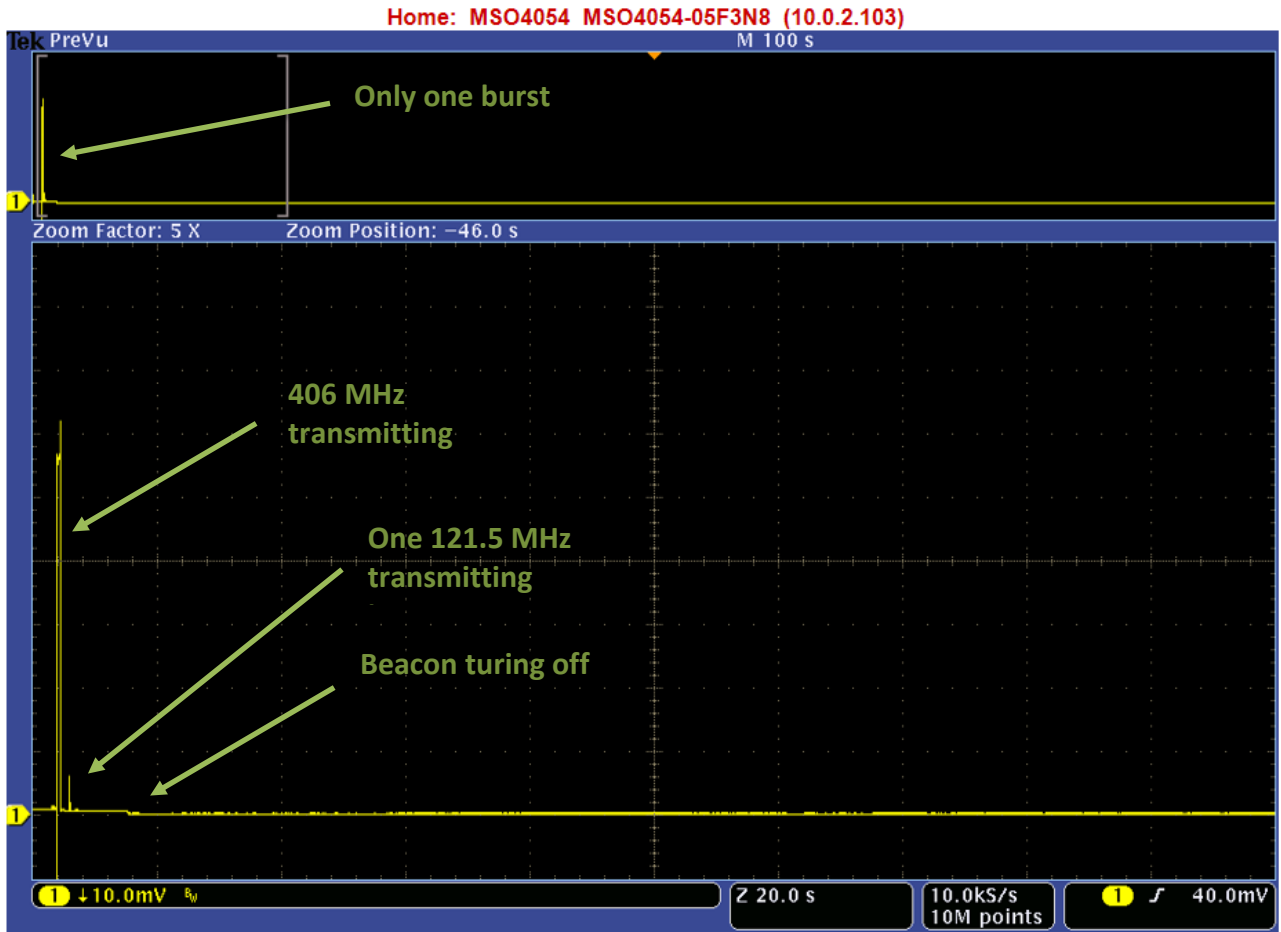 Home: MSO4054 MSO4054-05F3N8 (10.0.2.103)
Tek PreVu M 100 s
Only one burst
1
Zoom Factor: 5 X Zoom Position: −46.0 s
406 MHz
transmitting
One 121.5 MHz
transmitting
Beacon turing off
1
1 ↓10.0mV BW Z 20.0 s 10.0kS/s 1 ƒ 40.0mV
10M points